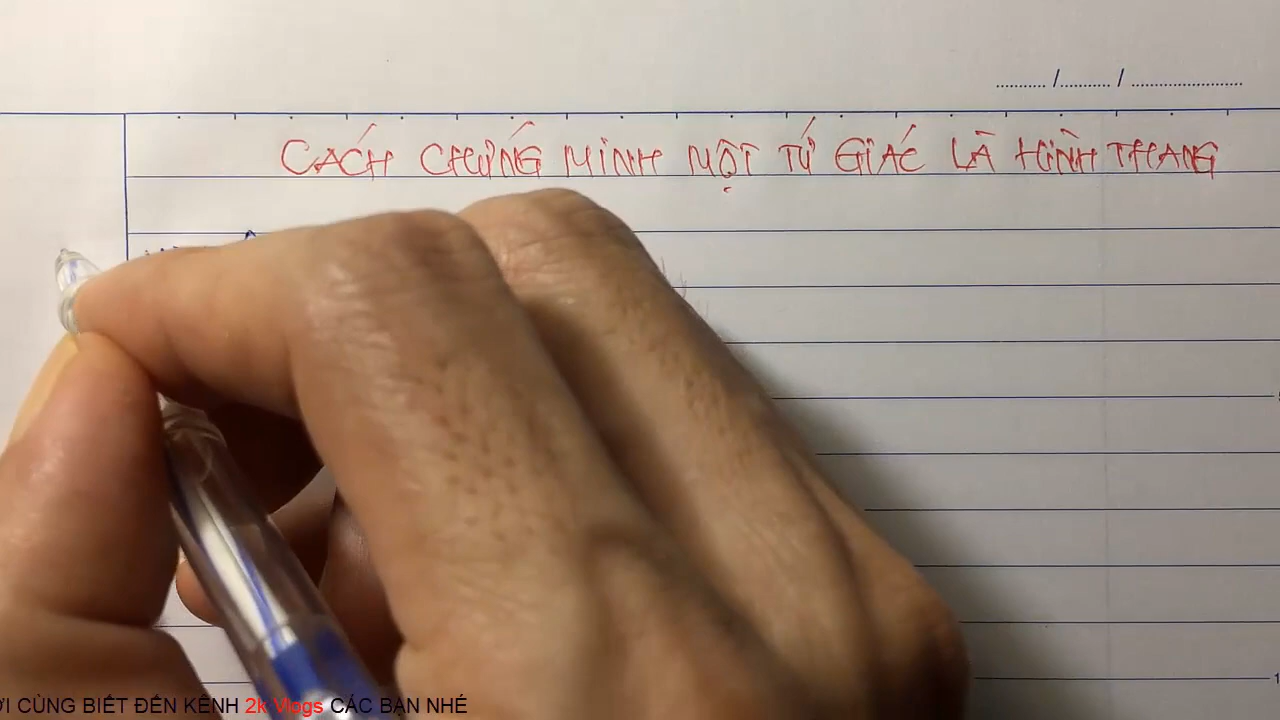 CÁCH CHỨNG MINH MỘT TỨ GIÁC LÀ HÌNH THANG
CÙNG BIẾT ĐẾN KÊNH 2k Vlogs CÁC BẠN NHÉ